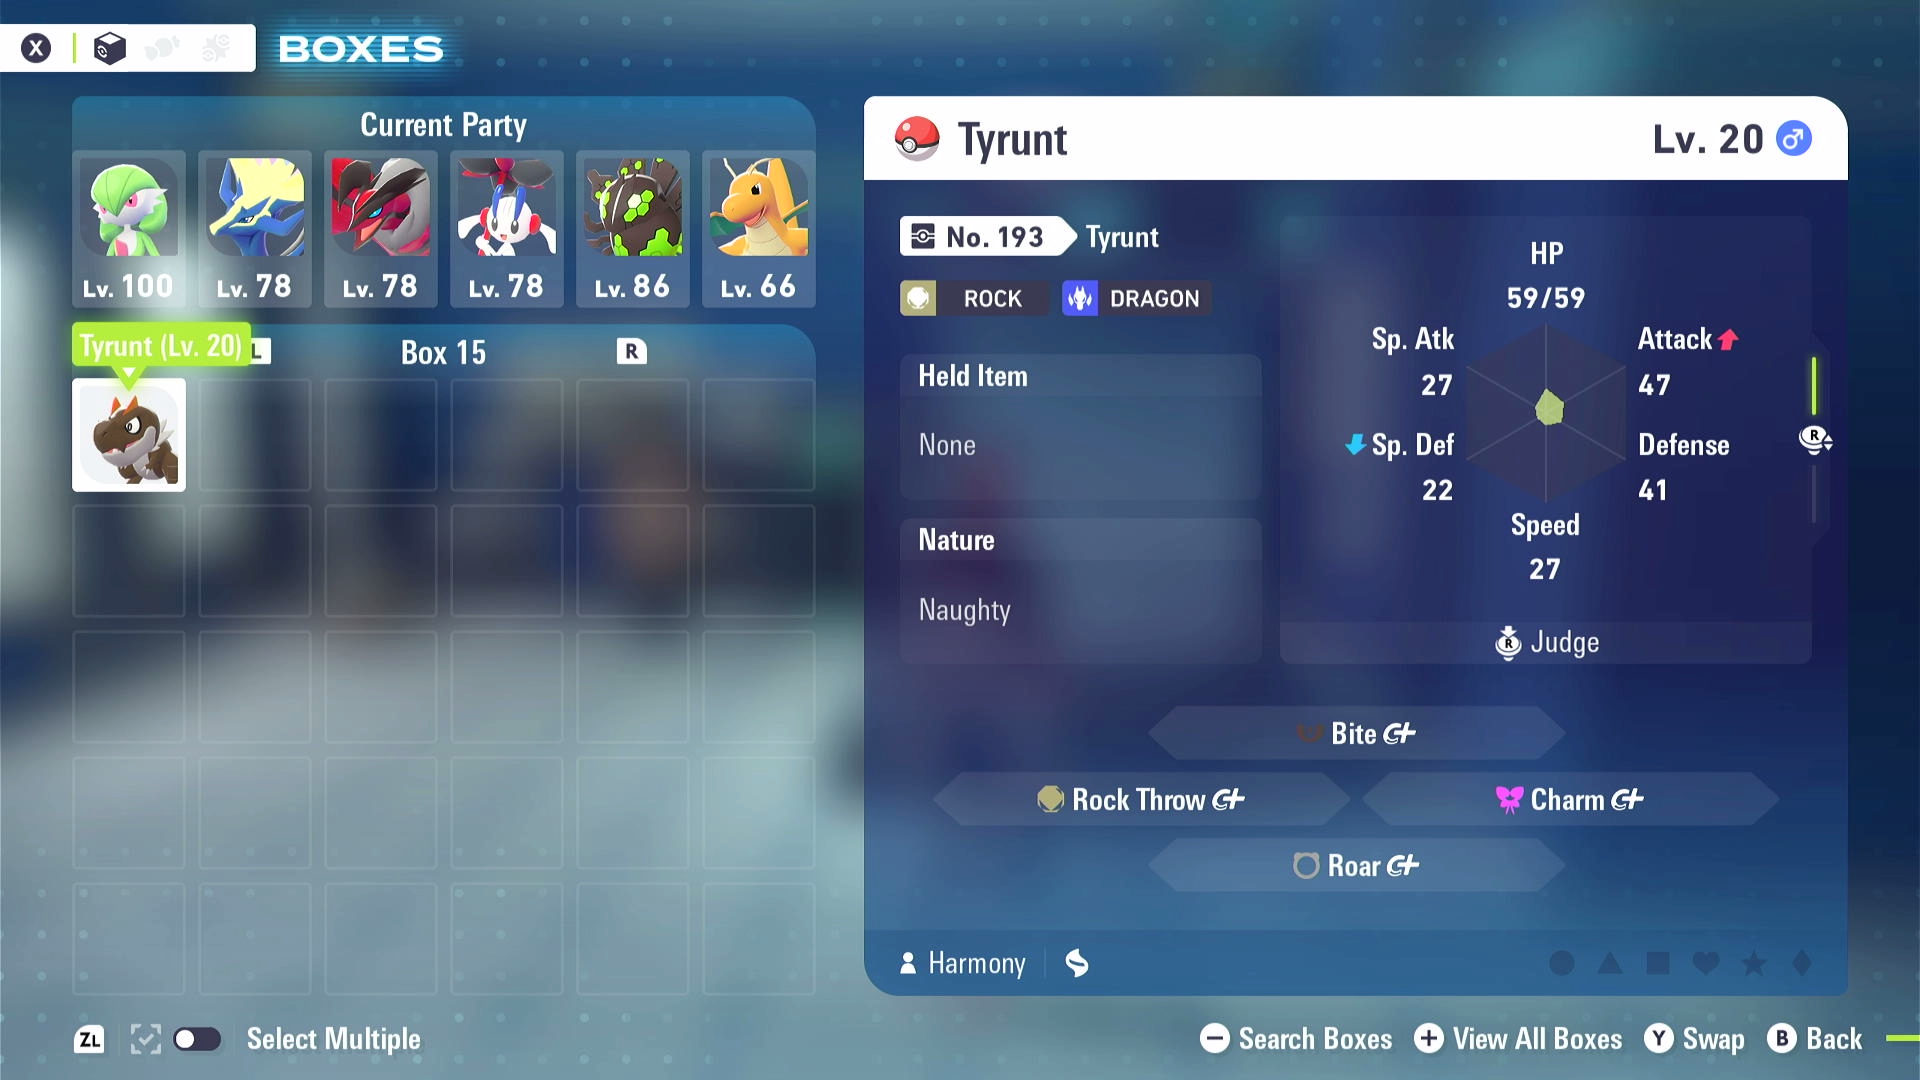 X
BOXES
Current Party
Lv. 100
Lv. 78
Lv. 78
Lv. 78
Lv. 86
Lv. 66
Tyrunt (Lv. 20)
L
Box 15
R
Tyrunt
Lv. 20
No. 193
Tyrunt
ROCK
DRAGON
Held Item
None
Nature
Naughty
HP
59/59
Sp. Atk
27
Attack
47
Sp. Def
22
Defense
41
Speed
27
R
R Judge
Bite
Rock Throw
Charm
Roar
Harmony
ZL
Select Multiple
Search Boxes
View All Boxes
Y Swap
B Back